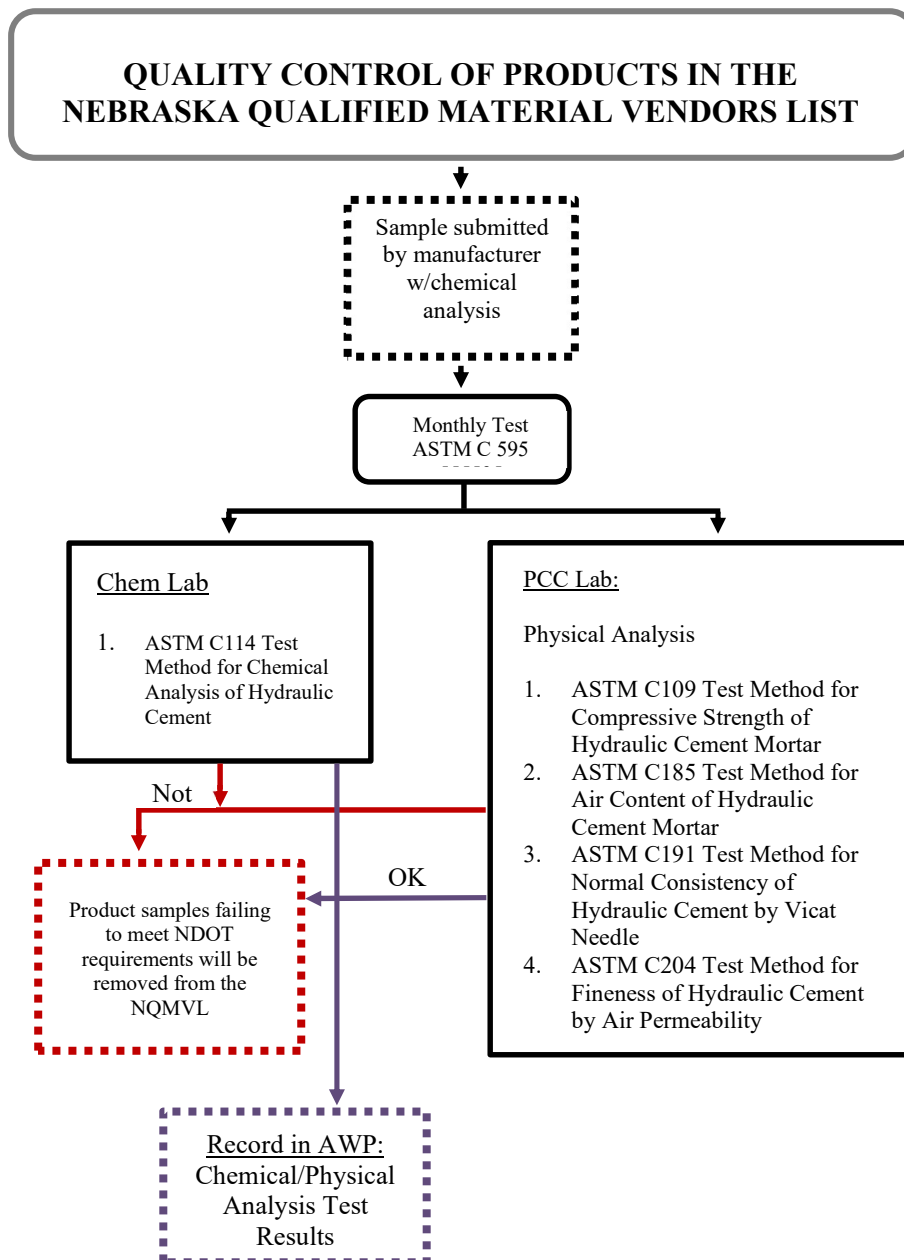 QUALITY CONTROL OF PRODUCTS IN THE
NEBRASKA QUALIFIED MATERIAL VENDORS LIST
Sample submitted
by manufacturer
w/chemical
analysis
Monthly Test
ASTM C 595
Chem Lab
1. ASTM C114 Test
Method for Chemical
Analysis of Hydraulic
Cement
PCC Lab:
Physical Analysis
1. ASTM C109 Test Method for
Compressive Strength of
Hydraulic Cement Mortar
2. ASTM C185 Test Method for
Air Content of Hydraulic
Cement Mortar
3. ASTM C191 Test Method for
Normal Consistency of
Hydraulic Cement by Vicat
Needle
4. ASTM C204 Test Method for
Fineness of Hydraulic Cement
by Air Permeability
Not
OK
Product samples failing
to meet NDOT
requirements will be
removed from the
NQMVL
Record in AWP:
Chemical/Physical
Analysis Test
Results